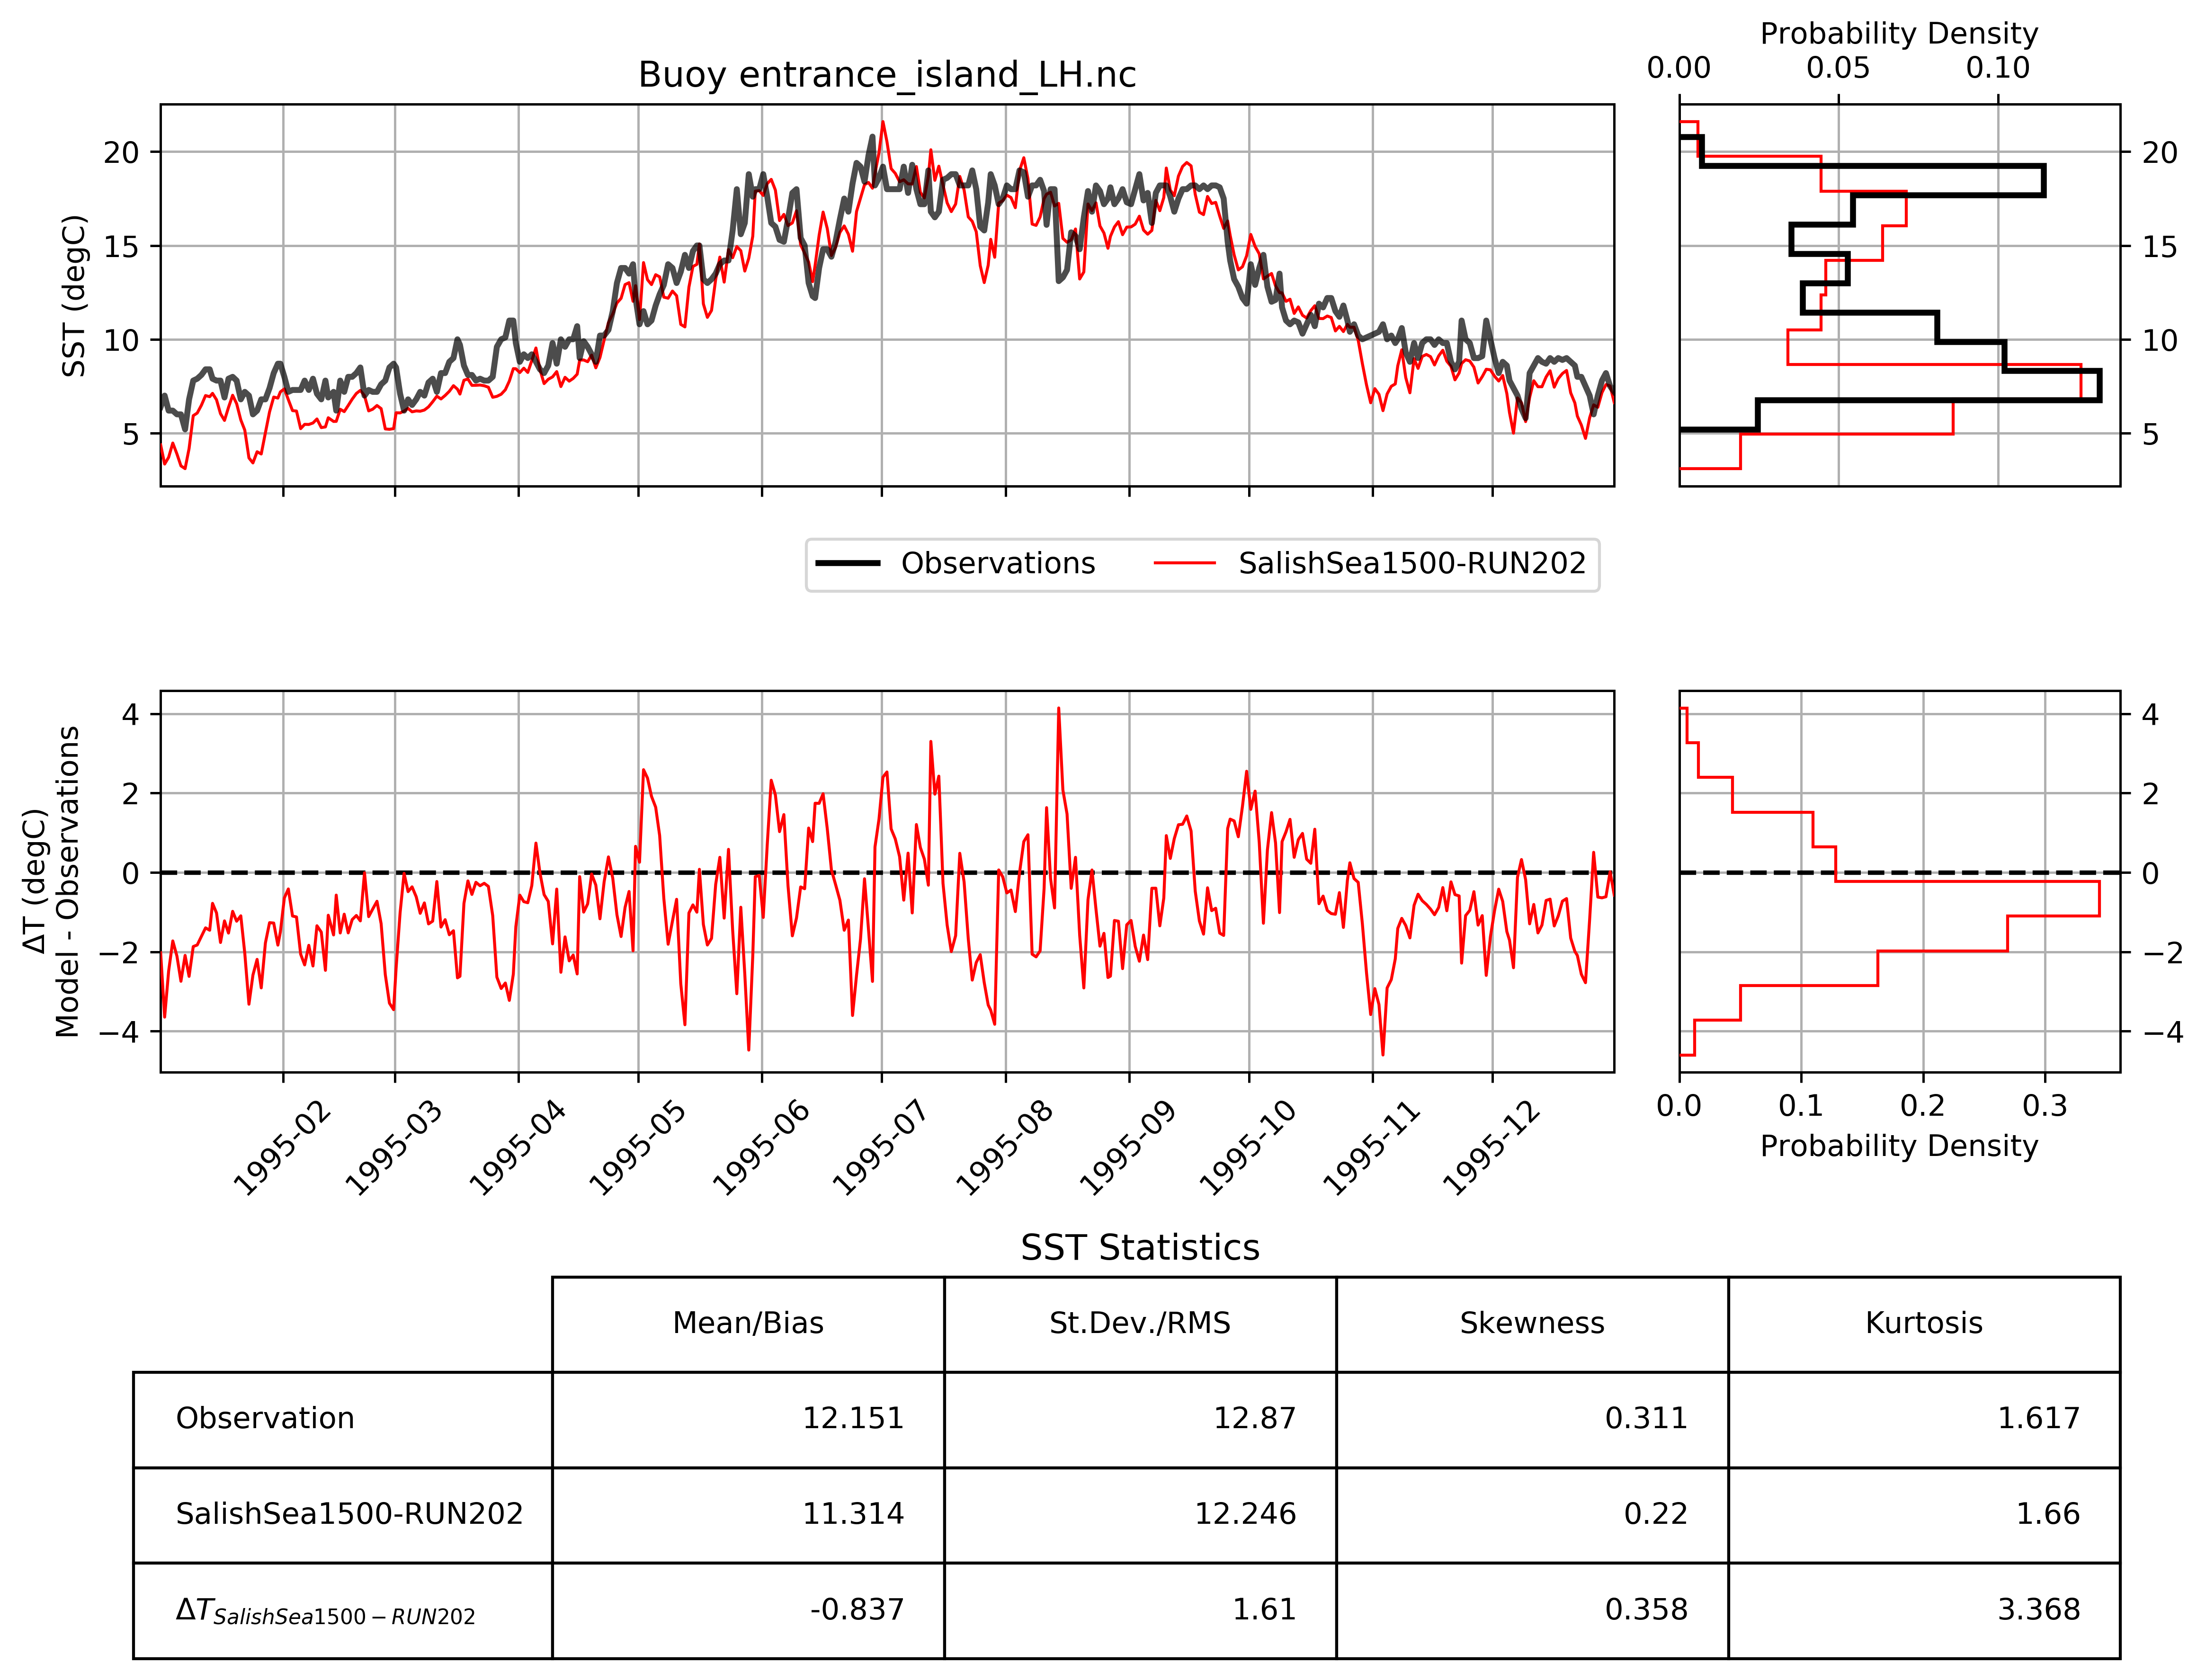 Probability Density
0.00 0.05 0.10
Buoy entrance_island_LH.nc
SST (degC)
20
15
10
5
20
15
10
5
Observations
SalishSea1500-RUN202
ΔT (degC)
Model - Observations
4
2
0
−2
−4
4
2
0
−2
−4
1995-02
1995-03
1995-04
1995-05
1995-06
1995-07
1995-08
1995-09
1995-10
1995-11
1995-12
0.0 0.1 0.2 0.3
Probability Density
SST Statistics
Mean/Bias St.Dev./RMS Skewness Kurtosis
Observation 12.151 12.87 0.311 1.617
SalishSea1500-RUN202 11.314 12.246 0.22 1.66
ΔT SalishSea1500−RUN202 -0.837 1.61 0.358 3.368